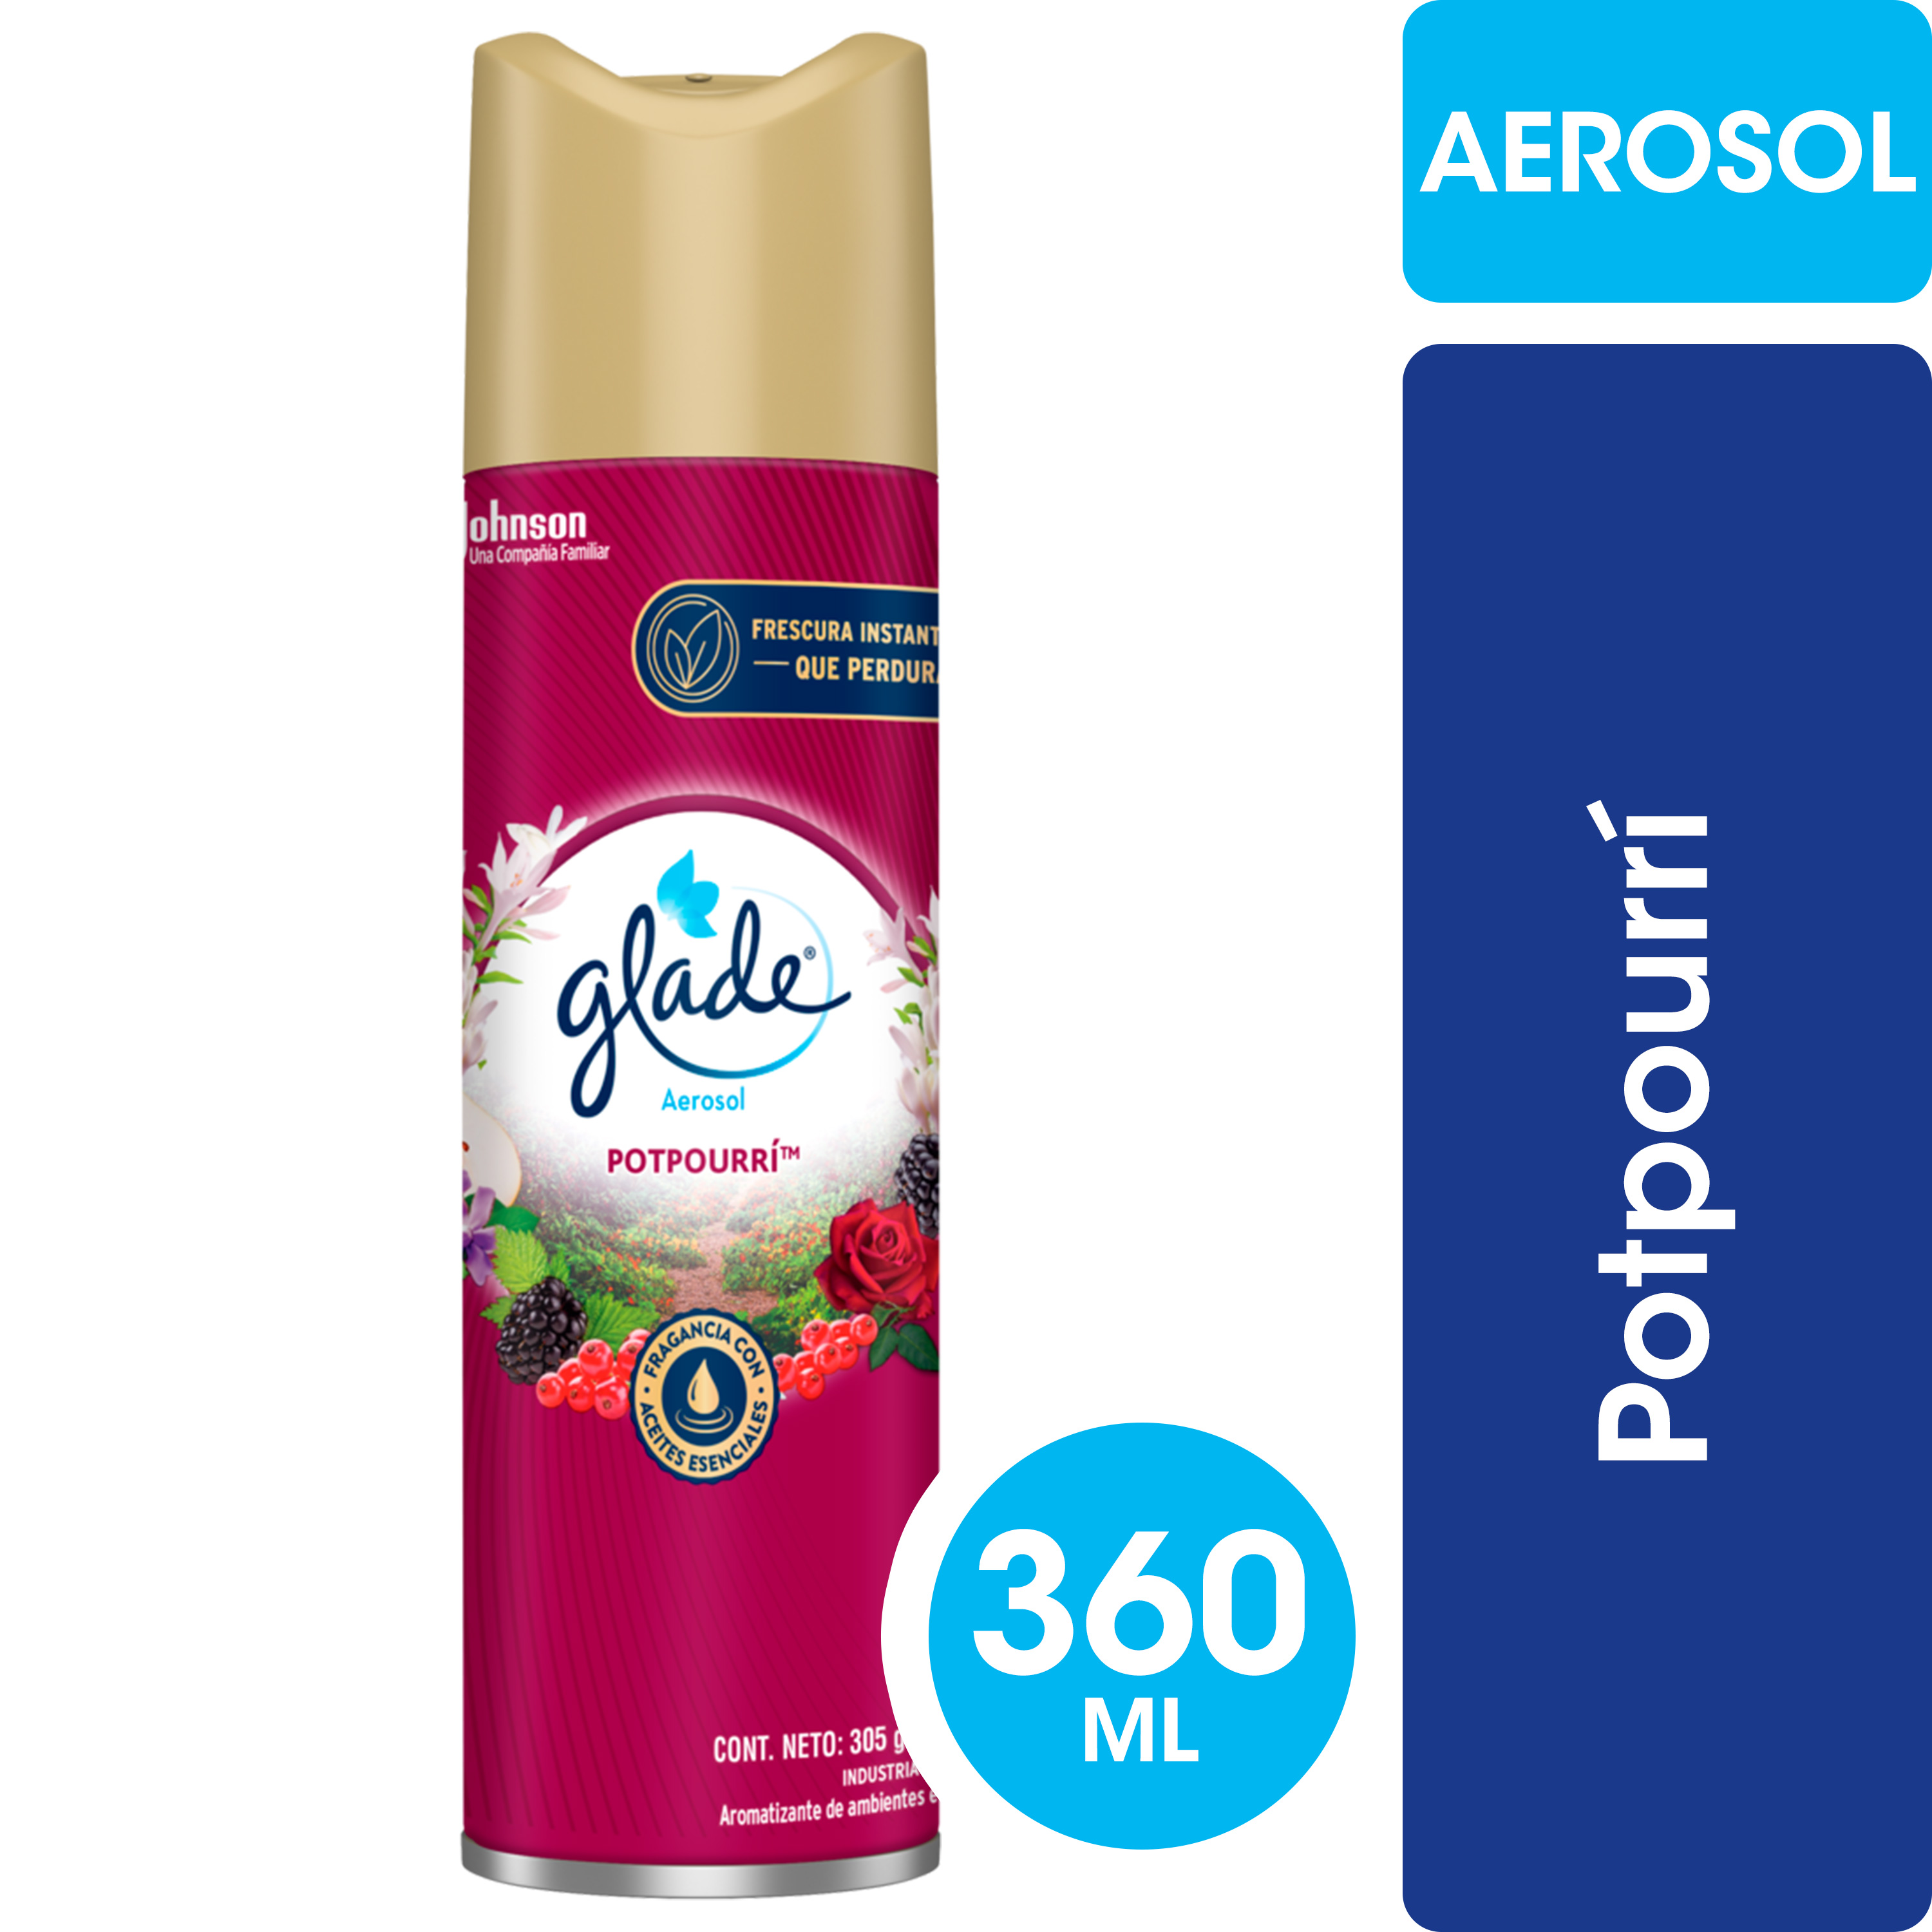 Johnson
Una Compañía Familiar
FRESCURA INSTANT
QUE PERDURA
glade®
Aerosol
POTPOURRÍ™
FRAGANCIA CON
ACEITES ESENCIALES
CONT. NETO: 305 g
INDUSTRIA
Aromatizante de ambientes
360
ML
AEROSOL
Potpourrí